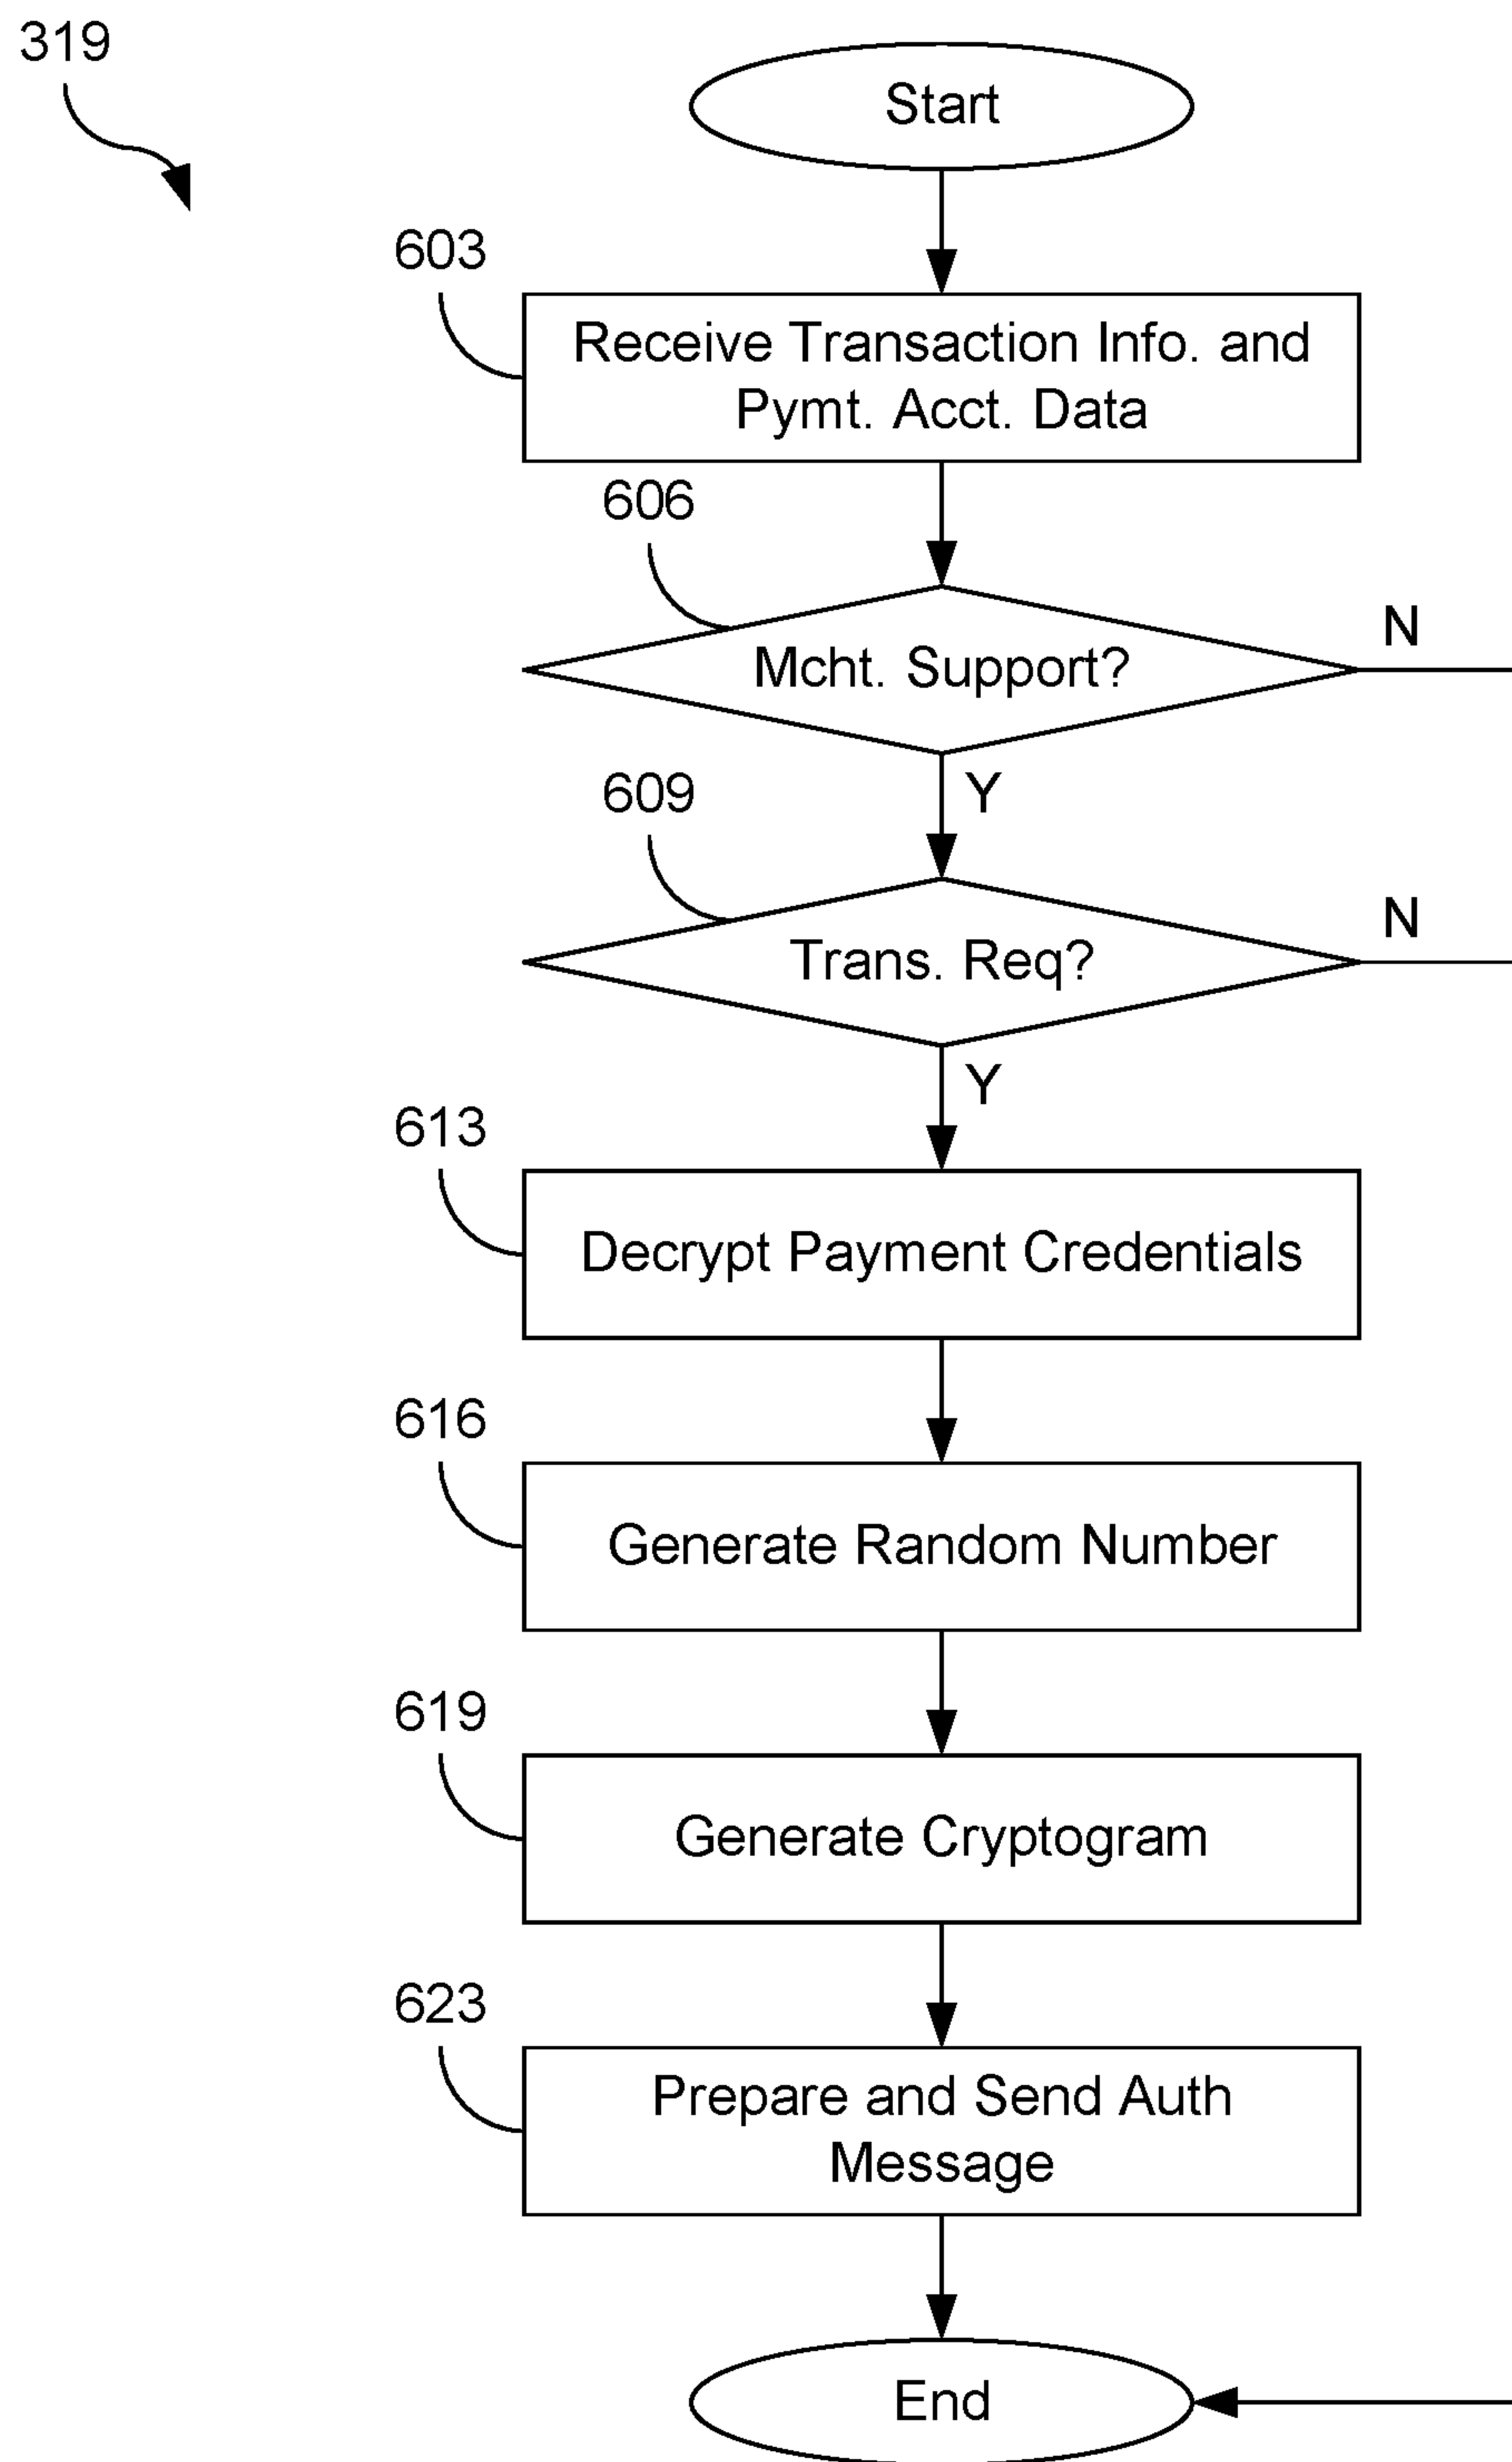 319
Start
603
Receive Transaction Info. and
Pymt. Acct. Data
606
N
Mcht. Support?
609
Y
N
Trans. Req?
Y
613
Decrypt Payment Credentials
616
Generate Random Number
619
Generate Cryptogram
623
Prepare and Send Auth
Message
End